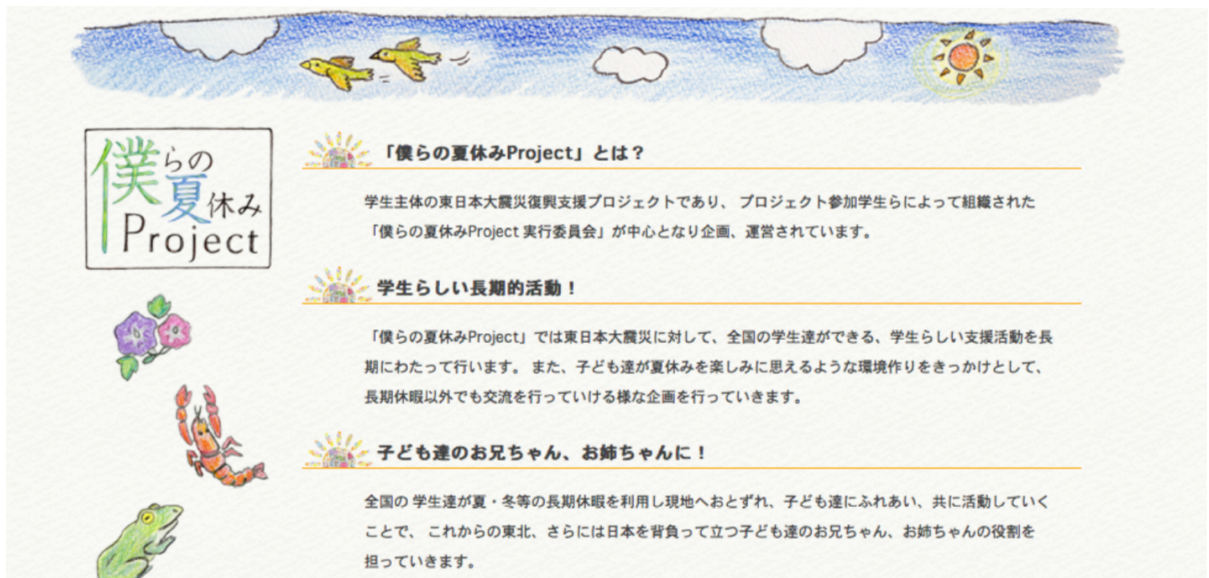 僕らの
夏休み
Project
「僕らの夏休みProject」とは？
学生主体の東日本大震災復興支援プロジェクトであり、 プロジェクト参加学生らによって組織された
「僕らの夏休みProject 実行委員会」が中心となり企画、運営されています。
学生らしい長期的活動！
「僕らの夏休みProject」では東日本大震災に対して、全国の学生達ができる、学生らしい支援活動を長
期にわたって行います。 また、子ども達が夏休みを楽しみに思えるような環境作りをきっかけとして、
長期休暇以外でも交流を行っていける様な企画を行っていきます。
子ども達のお兄ちゃん、お姉ちゃんに！
全国の 学生達が夏・冬等の長期休暇を利用し現地へおとずれ、子ども達にふれあい、共に活動していく
ことで、 これからの東北、さらには日本を背負って立つ子ども達のお兄ちゃん、お姉ちゃんの役割を
担っていきます。